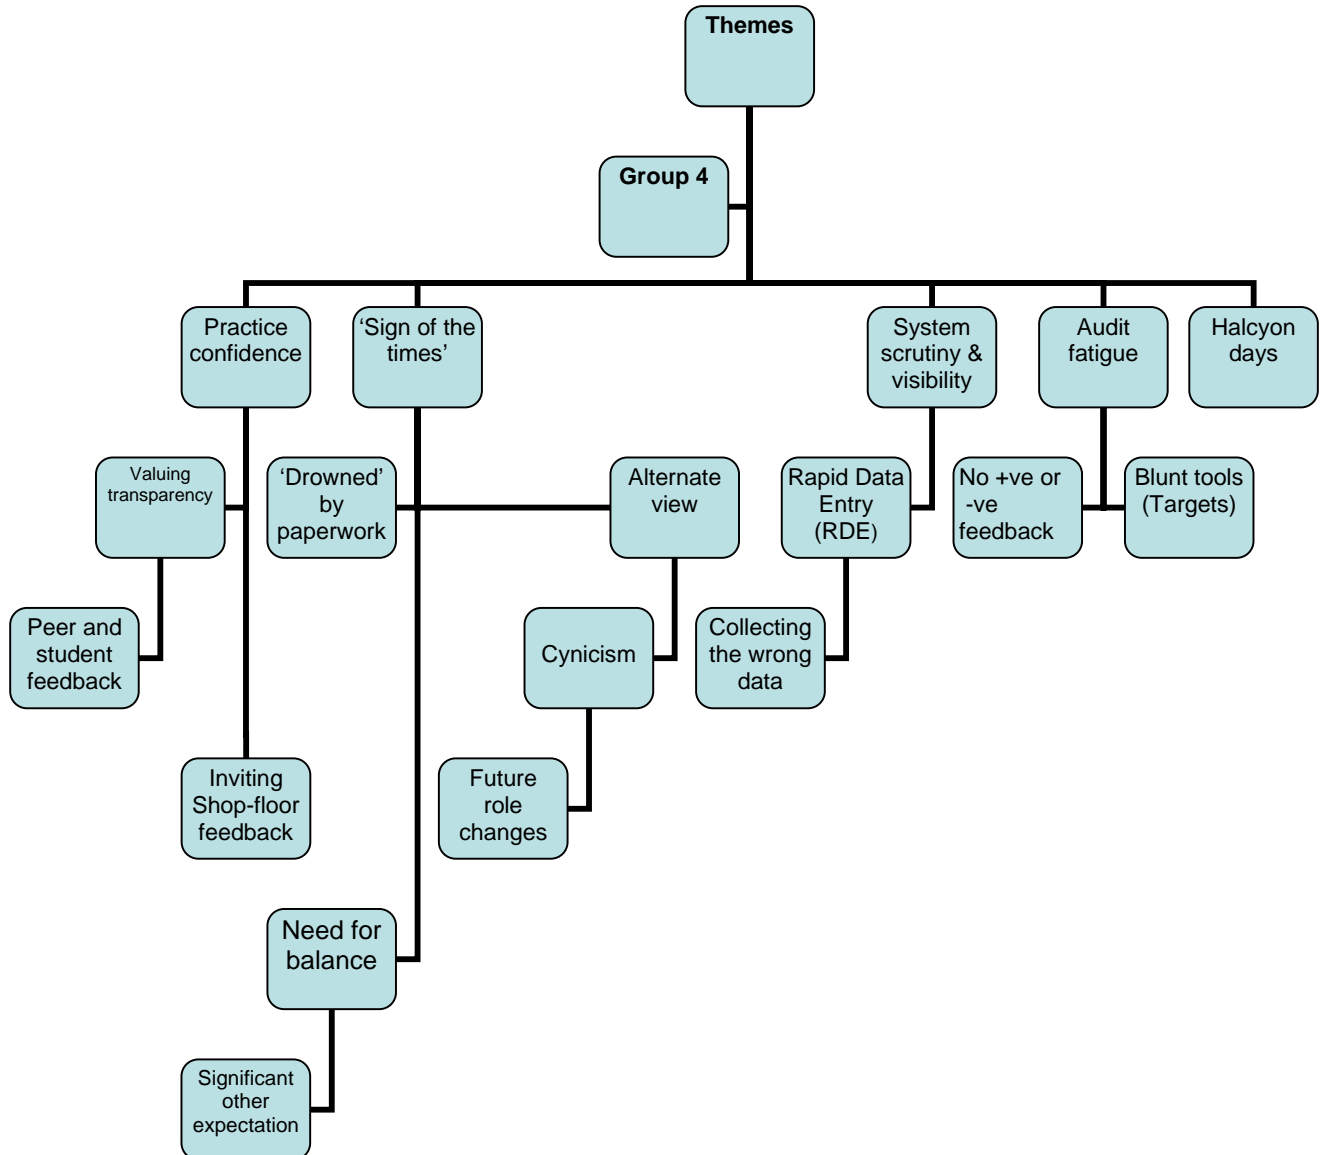 Themes
Group 4
Practice
confidence
‘Sign of the
times’
System
scrutiny &
visibility
Audit
fatigue
Halcyon
days
Valuing
transparency
‘Drowned’
by
paperwork
Alternate
view
Rapid Data
Entry
(RDE)
No +ve or
-ve
feedback
Blunt tools
(Targets)
Peer and
student
feedback
Cynicism
Collecting
the wrong
data
Inviting
Shop-floor
feedback
Future
role
changes
Need for
balance
Significant
other
expectation